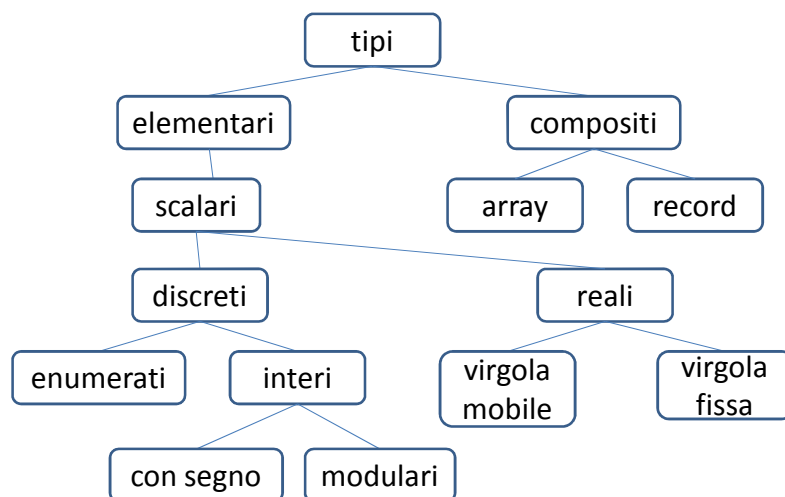 tipi
elementari
compositi
scalari
array
record
discreti
reali
enumerati
interi
virgola
mobile
virgola
fissa
con segno
modulari